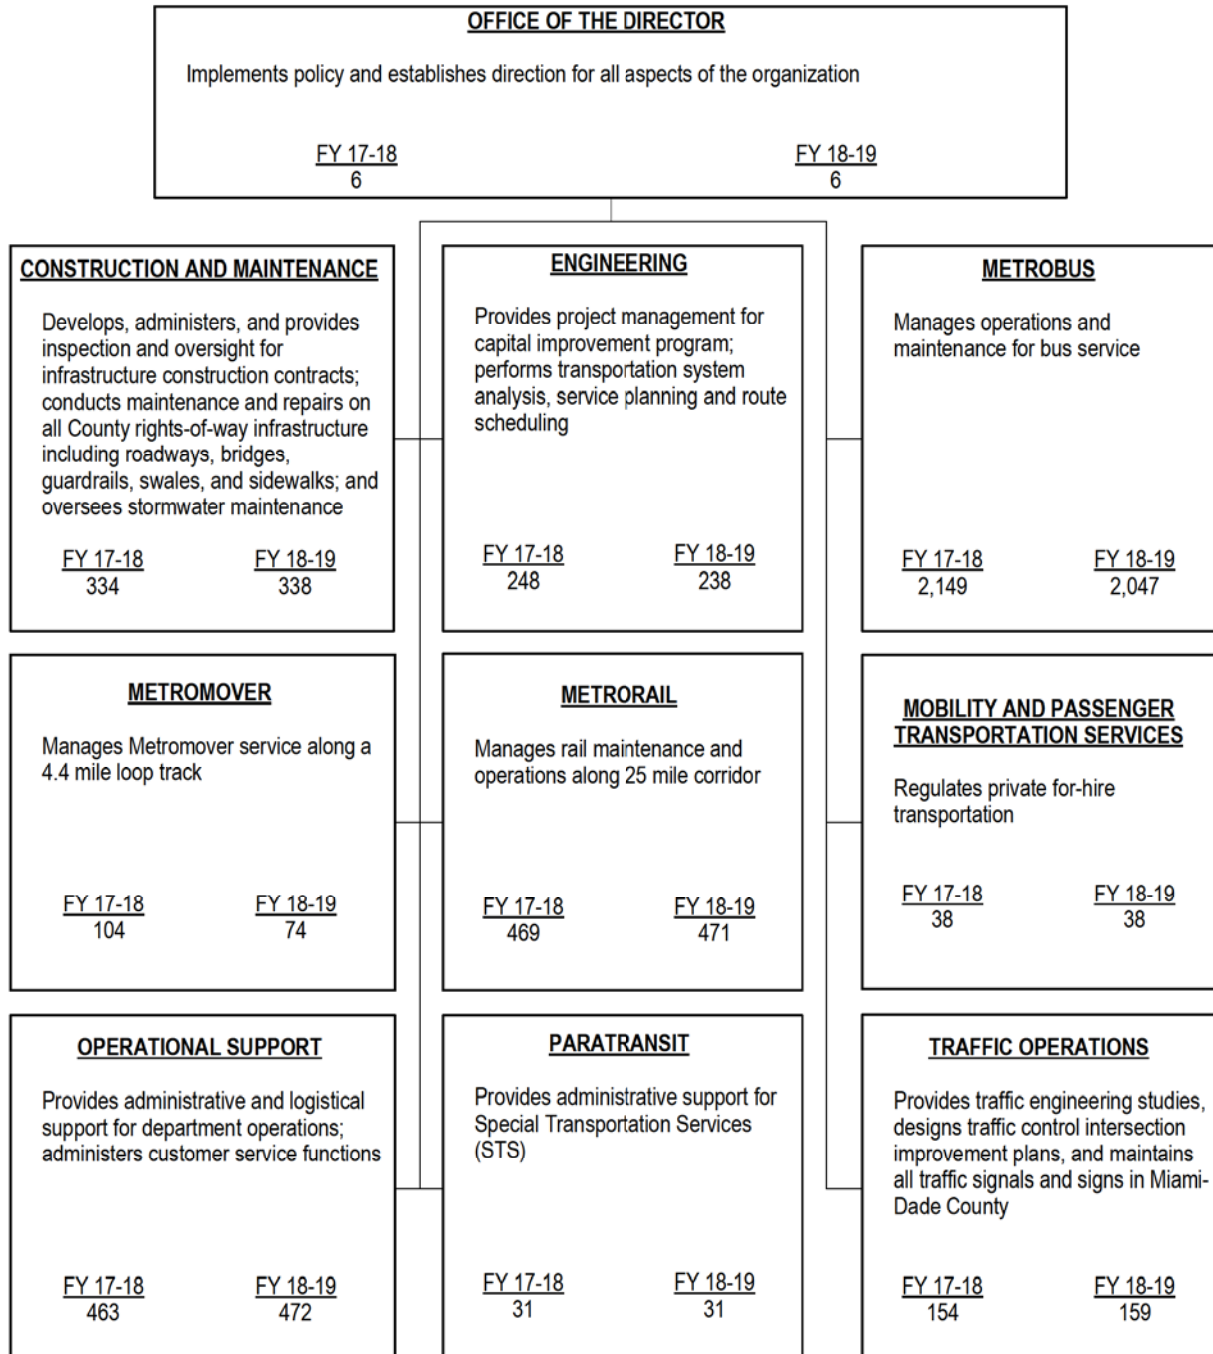 OFFICE OF THE DIRECTOR
Implements policy and establishes direction for all aspects of the organization
FY 17-18 FY 18-19
6 6
CONSTRUCTION AND MAINTENANCE
Develops, administers, and provides
inspection and oversight for
infrastructure construction contracts;
conducts maintenance and repairs on
all County rights-of-way infrastructure
including roadways, bridges,
guardrails, swales, and sidewalks; and
oversees stormwater maintenance
FY 17-18 FY 18-19
334 338
ENGINEERING
Provides project management for
capital improvement program;
performs transportation system
analysis, service planning and route
scheduling
FY 17-18 FY 18-19
248 238
METROBUS
Manages operations and
maintenance for bus service
FY 17-18 FY 18-19
2,149 2,047
METROMOVER
Manages Metromover service along a
4.4 mile loop track
FY 17-18 FY 18-19
104 74
METRORAIL
Manages rail maintenance and
operations along 25 mile corridor
FY 17-18 FY 18-19
469 471
MOBILITY AND PASSENGER
TRANSPORTATION SERVICES
Regulates private for-hire
transportation
FY 17-18 FY 18-19
38 38
OPERATIONAL SUPPORT
Provides administrative and logistical
support for department operations;
administers customer service functions
FY 17-18 FY 18-19
463 472
PARATRANSIT
Provides administrative support for
Special Transportation Services
(STS)
FY 17-18 FY 18-19
31 31
TRAFFIC OPERATIONS
Provides traffic engineering studies,
designs traffic control intersection
improvement plans, and maintains
all traffic signals and signs in Miami-
Dade County
FY 17-18 FY 18-19
154 159